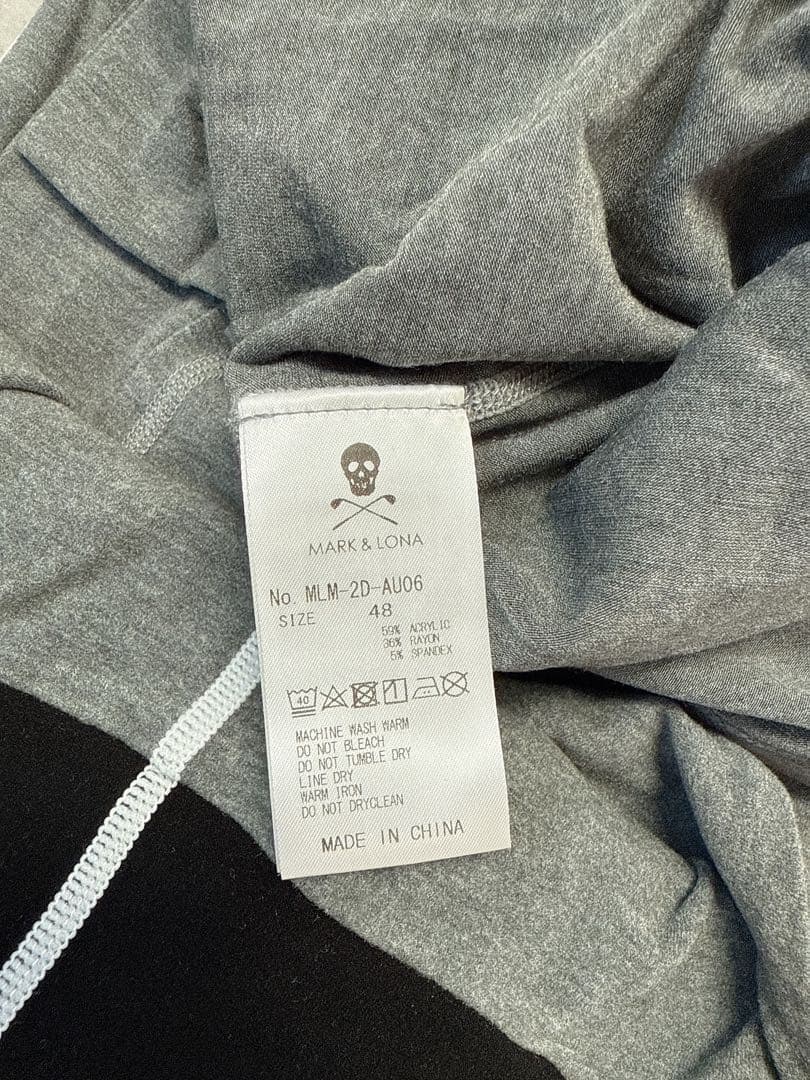 MARK & LONA
No. MLM-2D-AU06
SIZE 48
59% ACRYLIC
36% RAYON
5% SPANDEX
40
MACHINE WASH WARM
DO NOT BLEACH
DO NOT TUMBLE DRY
LINE DRY
WARM IRON
DO NOT DRYCLEAN
MADE IN CHINA